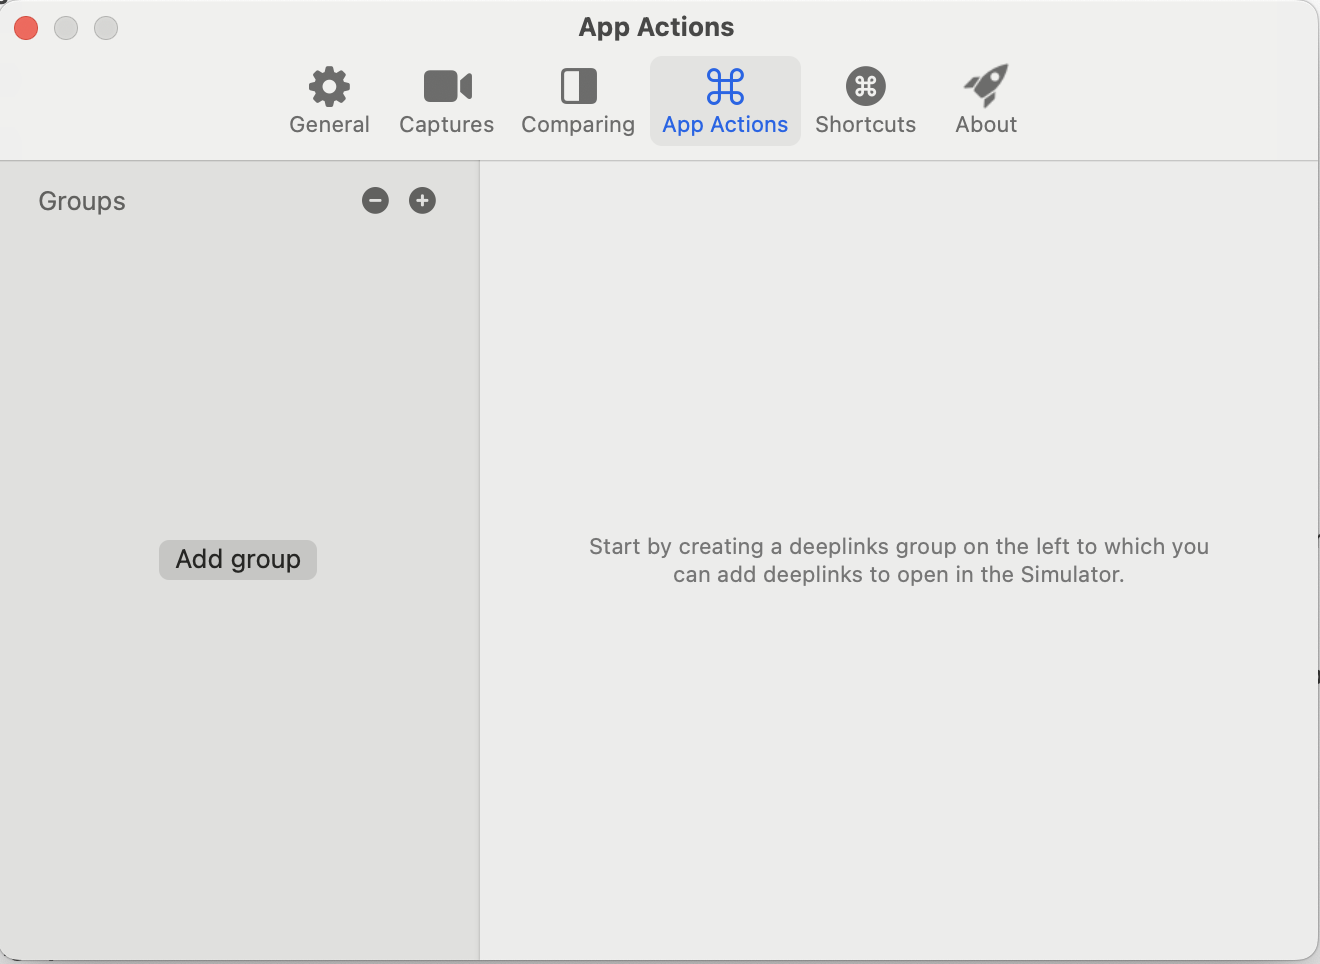 App Actions
General
Captures
Comparing
App Actions
Shortcuts
About
Groups
Add group
Start by creating a deeplinks group on the left to which you
can add deeplinks to open in the Simulator.